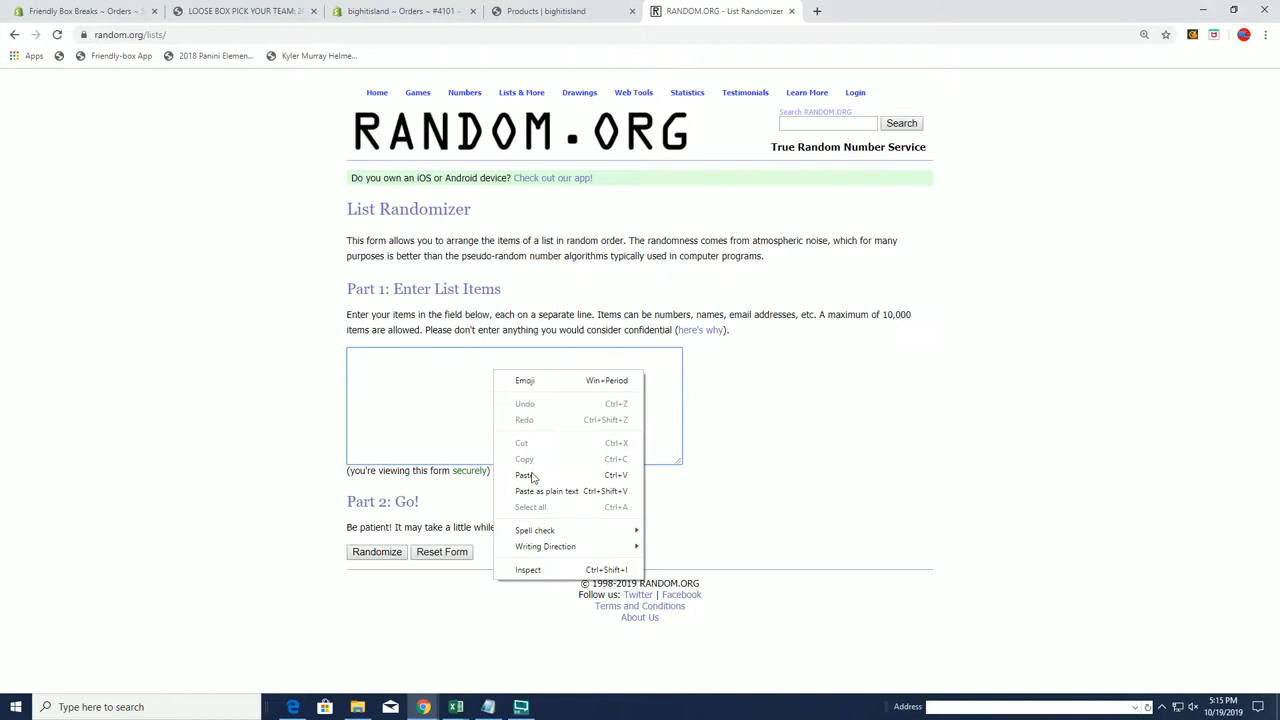 Friendly Box Breaks ~ Orders ~ S
LOOSE BOX PICK YOUR TEAM: 20
bighitisland ~ Orders ~ #4101 ~
Products | bighitisland
RANDOM.ORG - List Randomizer
random.org/lists/
Apps
Friendly-box App
2018 Panini Elemen...
Kyler Murray Helme...
Home Games Numbers Lists & More Drawings Web Tools Statistics Testimonials Learn More Login
RANDOM.ORG
Search RANDOM.ORG
Search
True Random Number Service
Do you own an iOS or Android device? Check out our app!
List Randomizer
This form allows you to arrange the items of a list in random order. The randomness comes from atmospheric noise, which for many
purposes is better than the pseudo-random number algorithms typically used in computer programs.
Part 1: Enter List Items
Enter your items in the field below, each on a separate line. Items can be numbers, names, email addresses, etc. A maximum of 10,000
items are allowed. Please don't enter anything you would consider confidential (here's why).
Emoji Win+Period
Undo Ctrl+Z
Redo Ctrl+Shift+Z
Cut Ctrl+X
Copy Ctrl+C
Paste Ctrl+V
Paste as plain text Ctrl+Shift+V
Select all Ctrl+A
Spell check
Writing Direction
Inspect Ctrl+Shift+I
(you're viewing this form securely)
Part 2: Go!
Be patient! It may take a little while
Randomize
Reset Form
© 1998-2019 RANDOM.ORG
Follow us: Twitter | Facebook
Terms and Conditions
About Us
Type here to search
Address
5:15 PM
10/19/2019